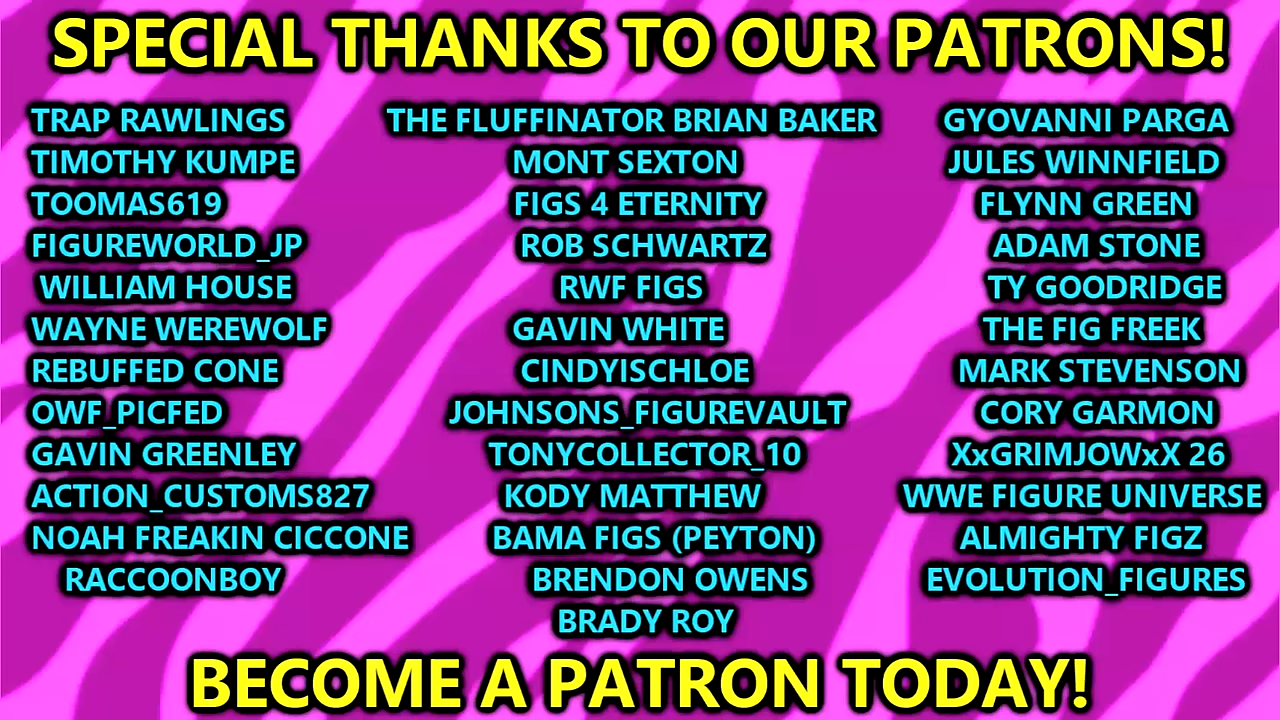 SPECIAL THANKS TO OUR PATRONS!
TRAP RAWLINGS
TIMOTHY KUMPE
TOOMAS619
FIGUREWORLD_JP
WILLIAM HOUSE
WAYNE WEREWOLF
REBUFFED CONE
OWF_PICFED
GAVIN GREENLEY
ACTION_CUSTOMS827
NOAH FREAKIN CICCONE
RACCOONBOY
THE FLUFFINATOR BRIAN BAKER
MONT SEXTON
FIGS 4 ETERNITY
ROB SCHWARTZ
RWF FIGS
GAVIN WHITE
CINDYISCHLOE
JOHNSONS_FIGUREVAULT
TONYCOLLECTOR_10
KODY MATTHEW
BAMA FIGS (PEYTON)
BRENDON OWENS
BRADY ROY
GYOVANNI PARGA
JULES WINNFIELD
FLYNN GREEN
ADAM STONE
TY GOODRIDGE
THE FIG FREEK
MARK STEVENSON
CORY GARMON
XxGRIMJOWxX 26
WWE FIGURE UNIVERSE
ALMIGHTY FIGZ
EVOLUTION_FIGURES
BECOME A PATRON TODAY!